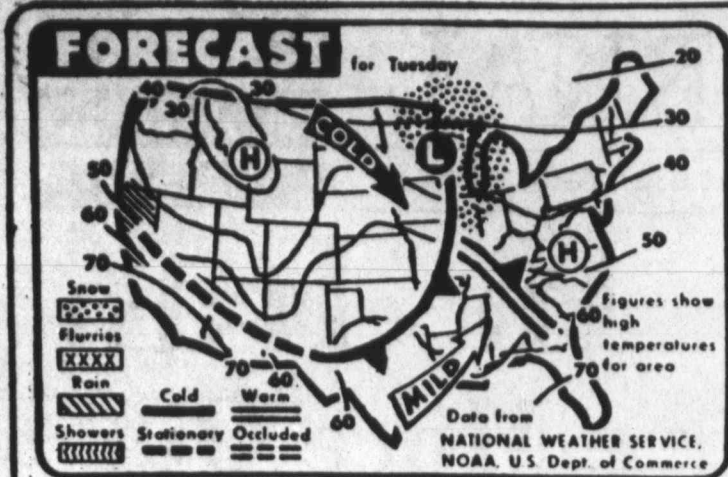 FORECAST for Tuesday
20
40 30
30
30
COLD
L
H
40
50
60
H
50
70
Snow
Figures show
60 high
temperatures
70 for area
Flurries
70 60
60
MILD
Rain
Cold Warm
Data from
Showers Stationary Occluded
NATIONAL WEATHER SERVICE,
NOAA, U.S. Dept. of Commerce